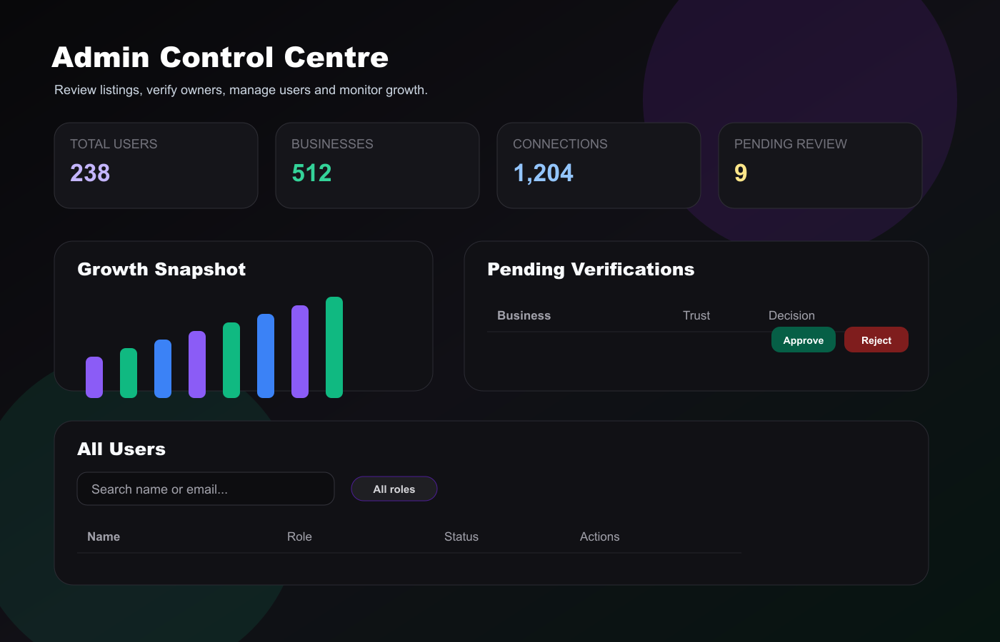 Admin Control Centre
Review listings, verify owners, manage users and monitor growth.
TOTAL USERS
238
BUSINESSES
512
CONNECTIONS
1,204
PENDING REVIEW
9
Growth Snapshot
Pending Verifications
Business Trust Decision
Approve Reject
All Users
Search name or email...
All roles
Name Role Status Actions